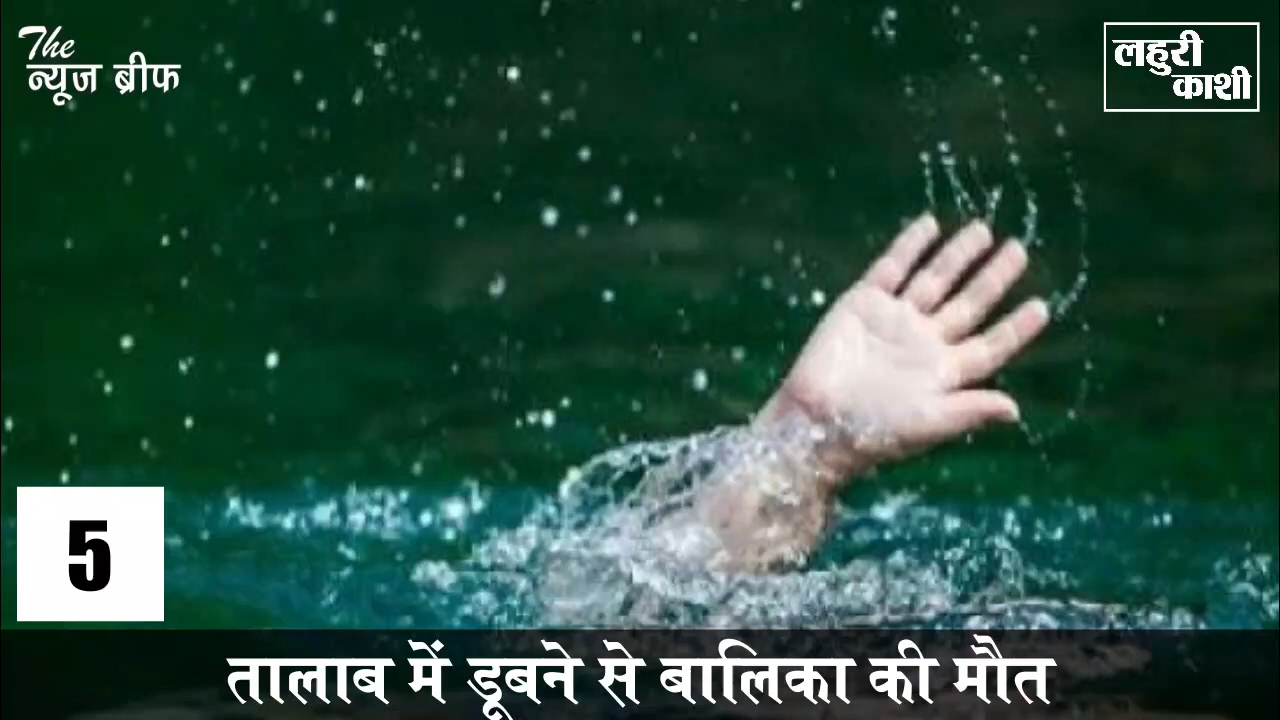 The
न्यूज ब्रीफ
लहुरी
काशी
5
तालाब में डूबने से बालिका की मौत